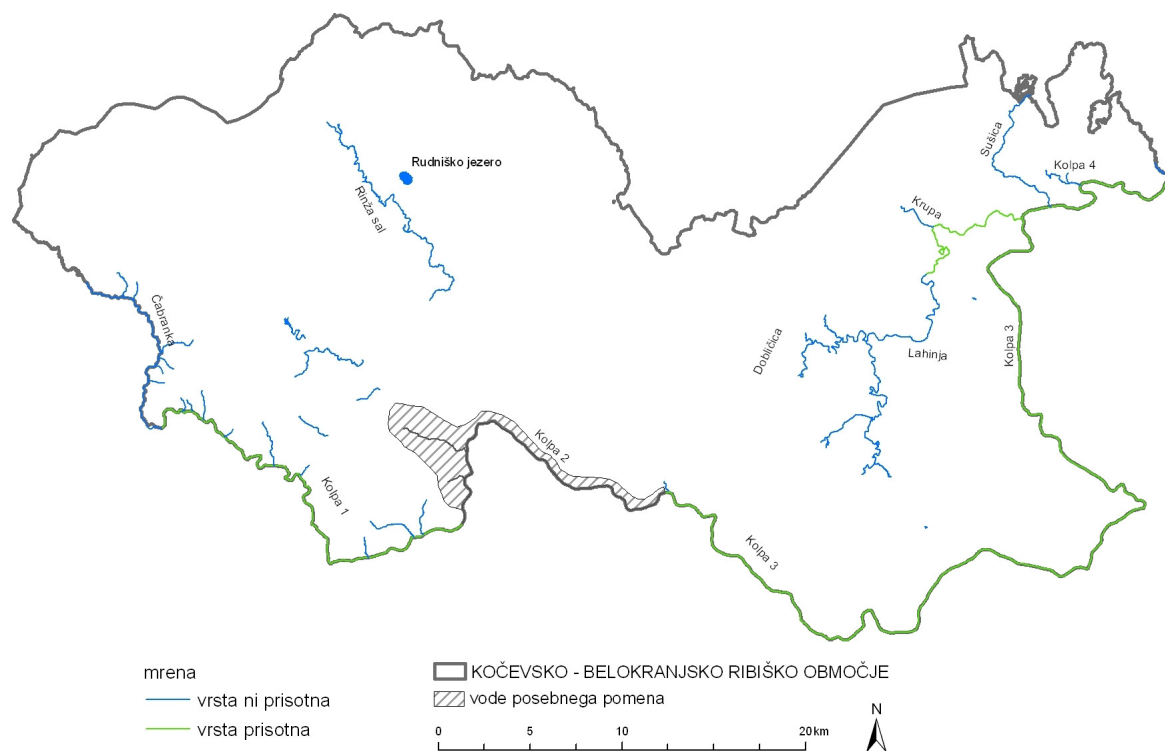 Rudniško jezero
Rinža sal
Sušica
Kolpa 4
Krupa
Čabranka
Dobličica
Lahinja
Kolpa 3
Kolpa 2
Kolpa 1
Kolpa 3
mrena
vrsta ni prisotna
vrsta prisotna
KOČEVSKO - BELOKRANJSKO RIBIŠKO OBMOČJE
vode posebnega pomena
0 5 10 20 km
N